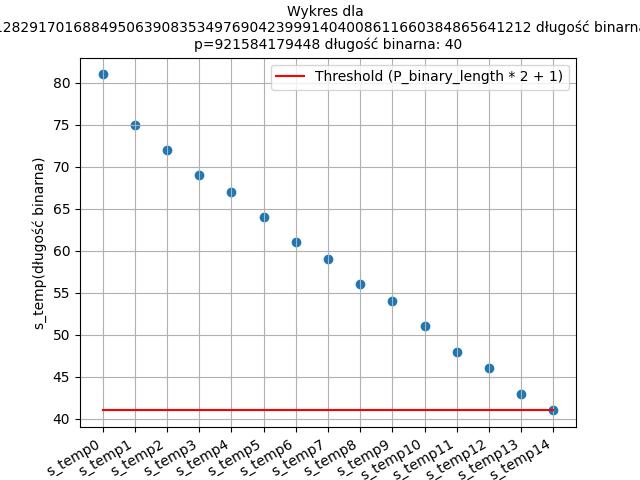 Wykres dla
128291701688495063908353497690423999140400861166038486564​1212 długość binarna
p=921584179448 długość binarna: 40
Threshold (P_binary_length * 2 + 1)
s_temp(długość binarna)
80
75
70
65
60
55
50
45
40
s_temp0
s_temp1
s_temp2
s_temp3
s_temp4
s_temp5
s_temp6
s_temp7
s_temp8
s_temp9
s_temp10
s_temp11
s_temp12
s_temp13
s_temp14